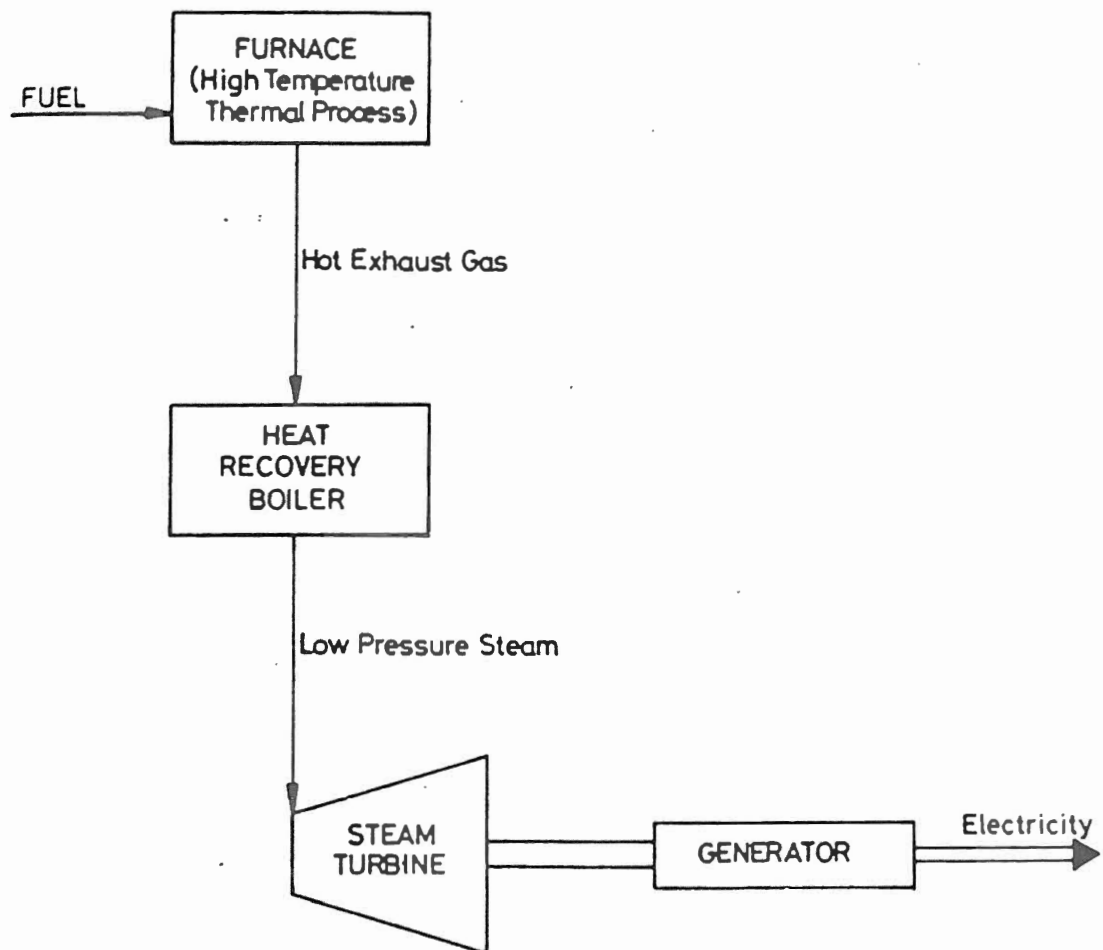 FURNACE
(High Temperature
Thermal Process)
FUEL
Hot Exhaust Gas
HEAT
RECOVERY
BOILER
Low Pressure Steam
STEAM
TURBINE
GENERATOR
Electricity